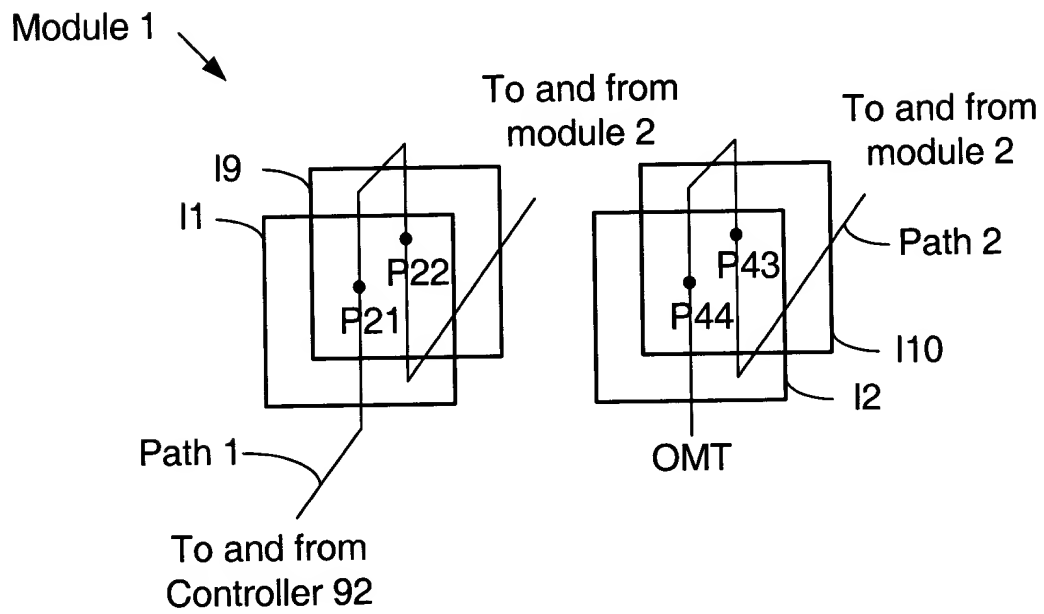 Module 1
To and from
module 2
To and from
module 2
I9
I1
P22
P21
P43
P44
Path 2
I10
I2
Path 1
OMT
To and from
Controller 92